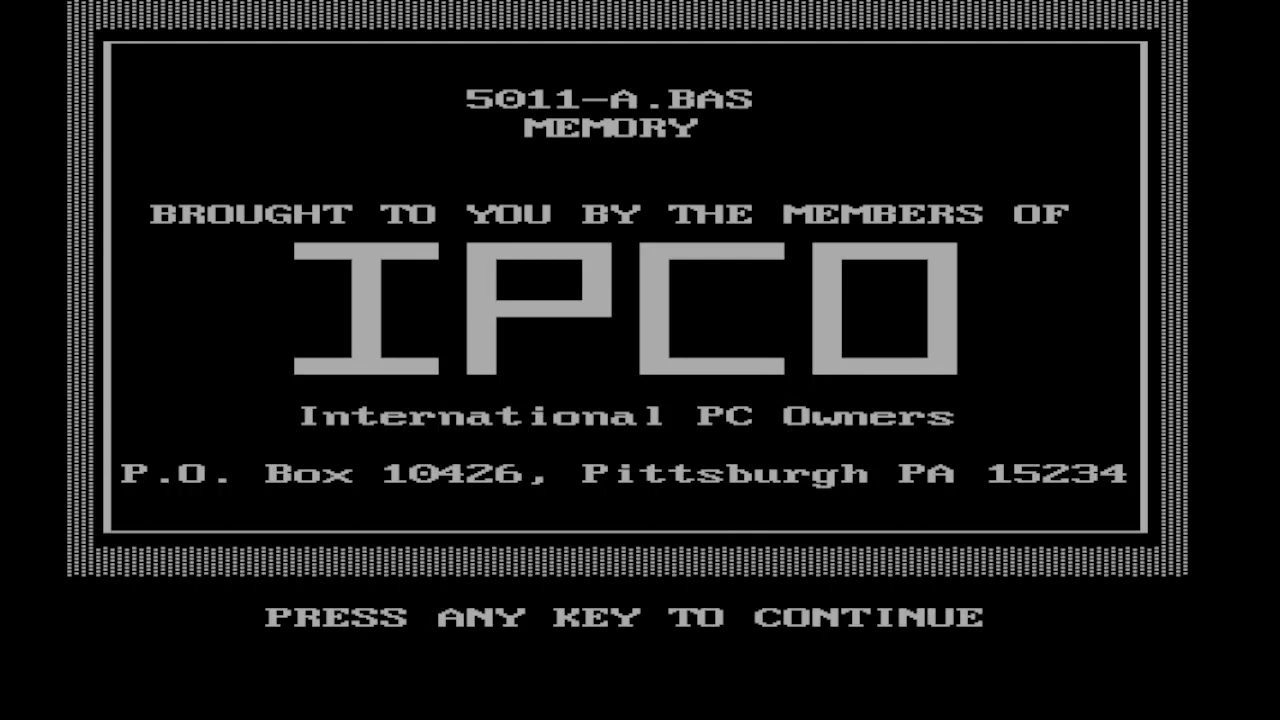 5011-A.BAS
MEMORY
BROUGHT TO YOU BY THE MEMBERS OF
IPCO
International PC Owners
P.O. Box 10426, Pittsburgh PA 15234
PRESS ANY KEY TO CONTINUE